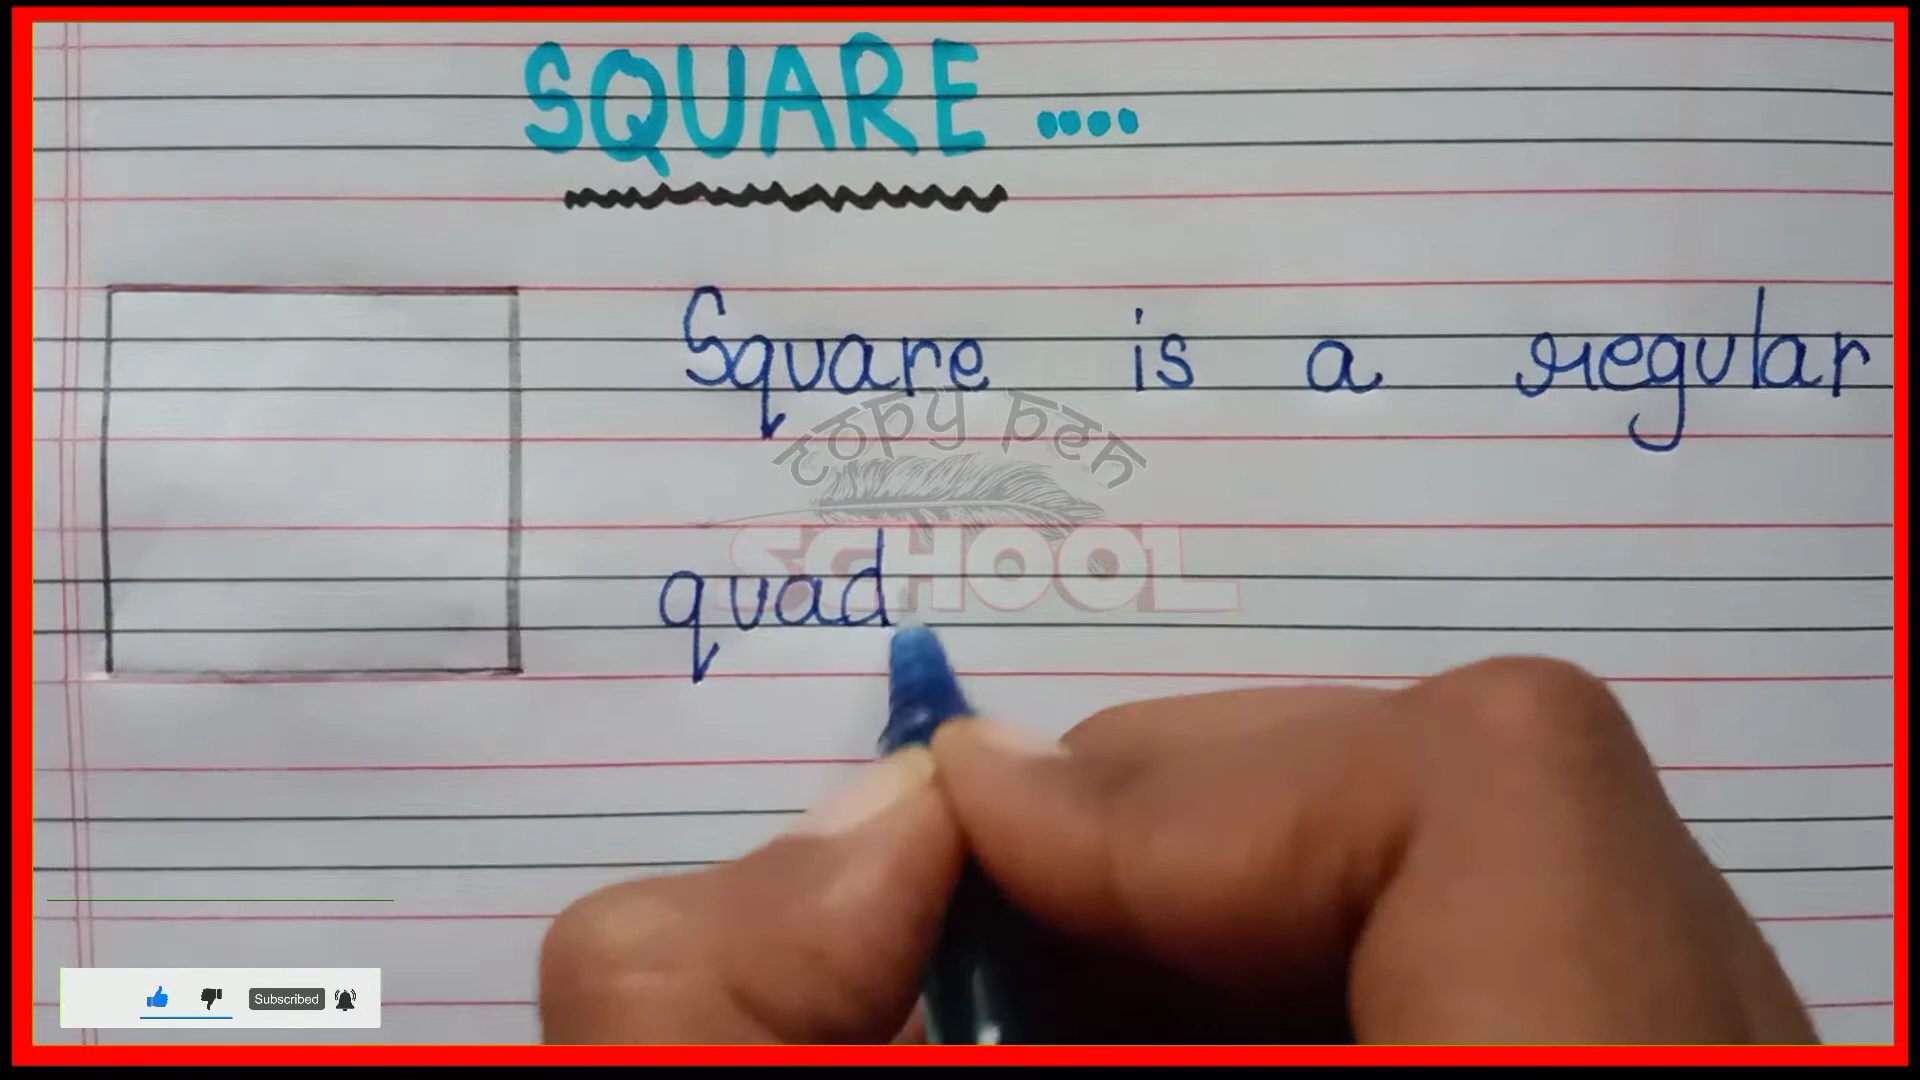 SQUARE ....
Square is a regular
copy pen
SCHOOL
quad
Subscribed